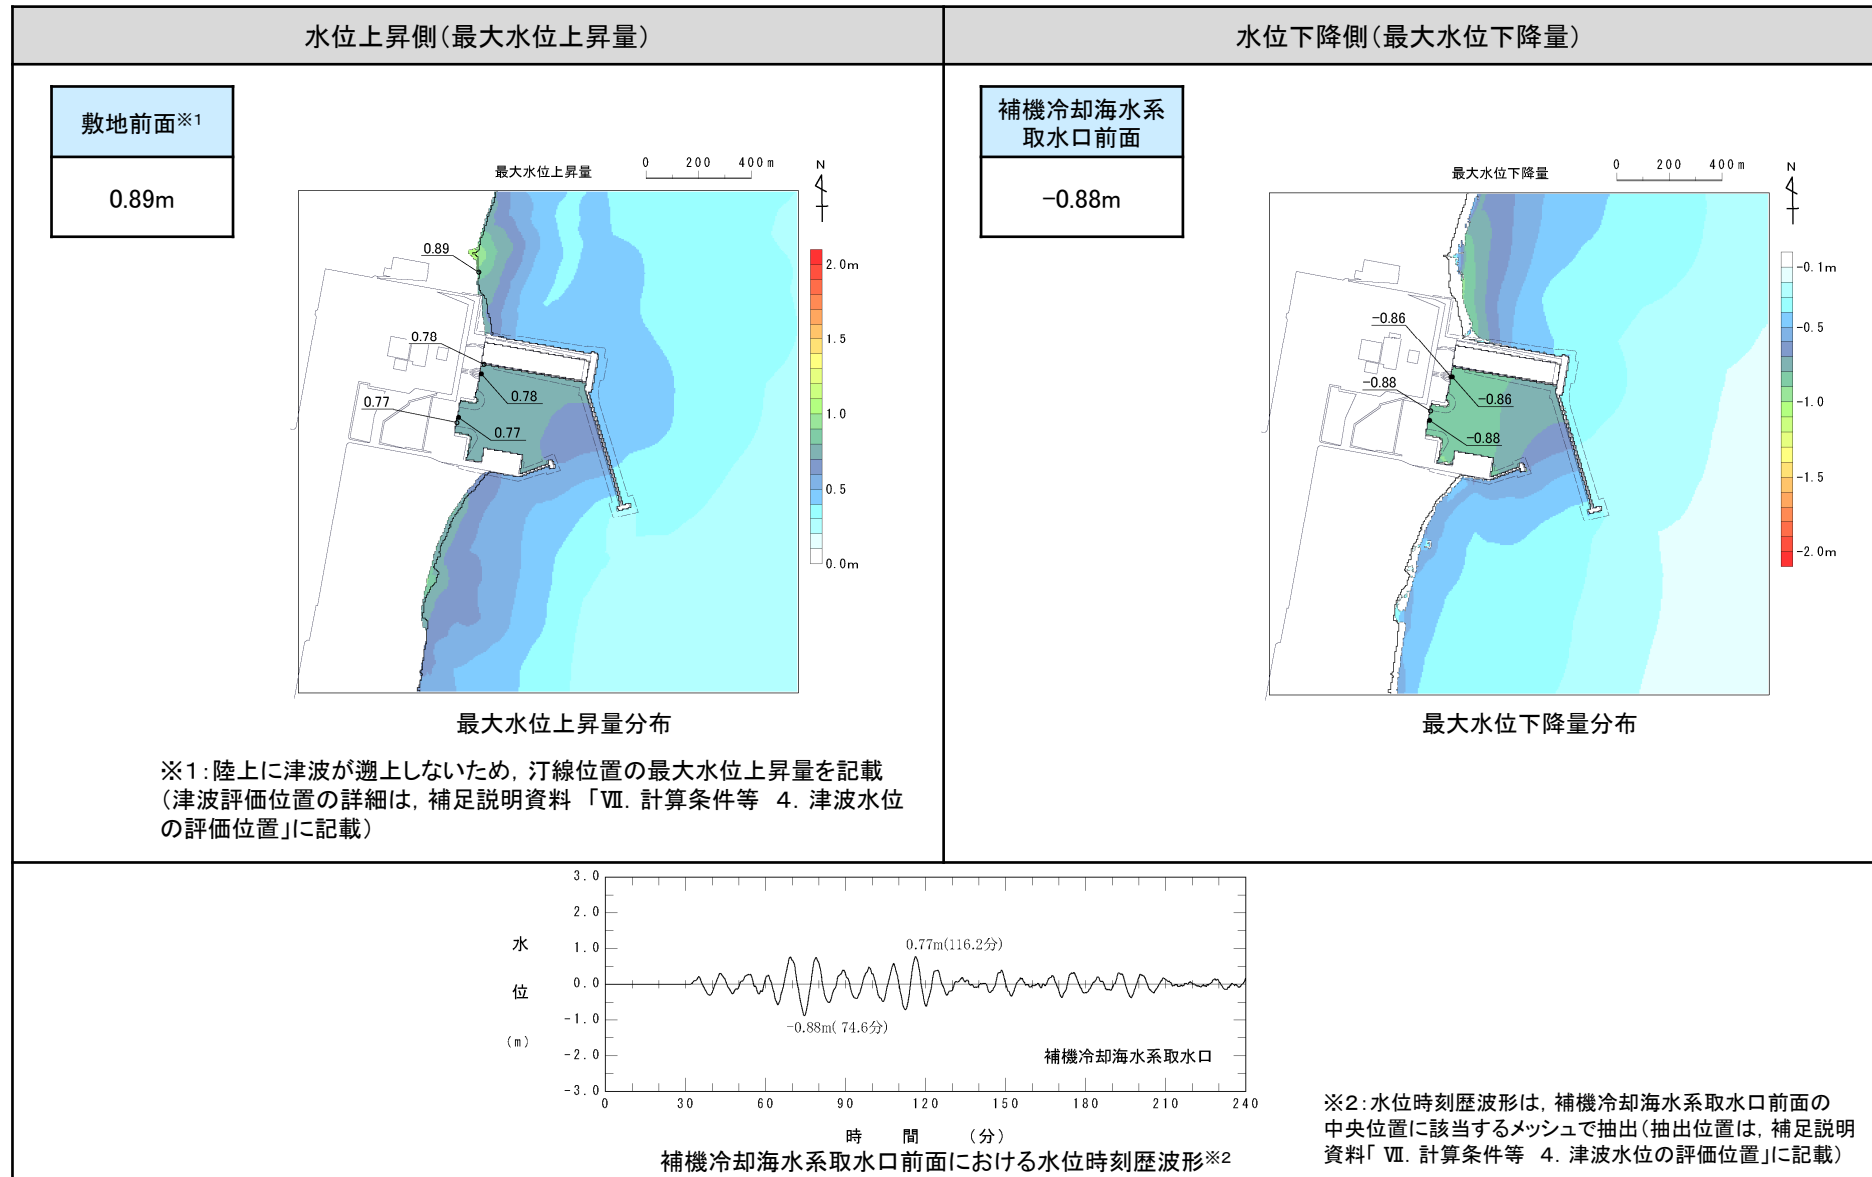 水位上昇側（最大水位上昇量）
水位下降側（最大水位下降量）
敷地前面※1
0.89m
最大水位上昇量
0 200 400m
N
0.89
0.78
0.78
0.77
0.77
2.0m
1.5
1.0
0.5
0.0m
最大水位上昇量分布
※1：陸上に津波が遡上しないため，汀線位置の最大水位上昇量を記載
（津波評価位置の詳細は，補足説明資料 「Ⅶ．計算条件等 ４．津波水位
の評価位置」に記載）
補機冷却海水系
取水口前面
−0.88m
最大水位下降量
0 200 400m
N
−0.86
−0.86
−0.88
−0.88
−0.1m
−0.5
−1.0
−1.5
−2.0m
最大水位下降量分布
3.0
2.0
1.0
0.0
−1.0
−2.0
−3.0
水
位
(m)
0.77m(116.2分)
−0.88m( 74.6分)
補機冷却海水系取水口
0 30 60 90 120 150 180 210 240
時 間 (分)
補機冷却海水系取水口前面における水位時刻歴波形※2
※２：水位時刻歴波形は，補機冷却海水系取水口前面の
中央位置に該当するメッシュで抽出（抽出位置は，補足説明
資料「 Ⅶ．計算条件等 ４．津波水位の評価位置」に記載）